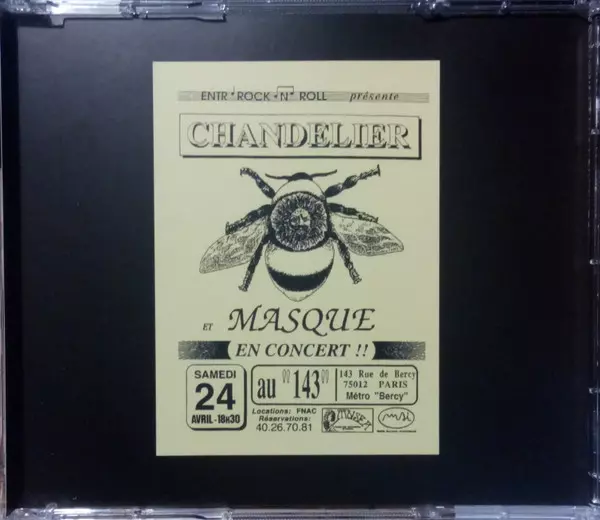 ENTR' ROCK 'N' ROLL présente
CHANDELIER
ET MASQUE
EN CONCERT !!
SAMEDI
24
AVRIL - 18H30
au "143"
143 Rue de Bercy
75012 PARIS
Métro "Bercy"
Locations: FNAC
Réservations:
40.26.70.81